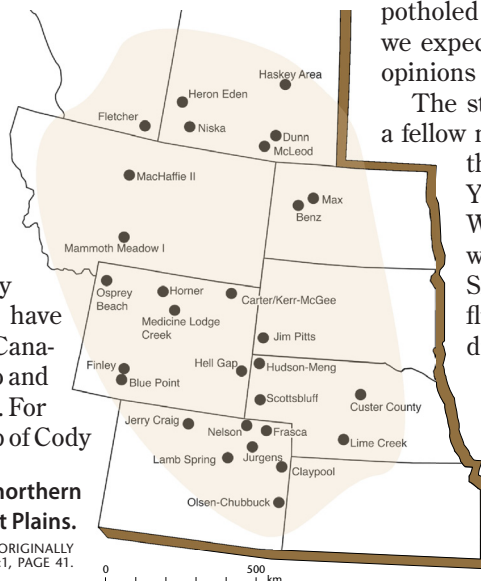 potholed
we expec
opinions
The st
a fellow r
th
Y
W
w
S
fl
d
Haskey Area
Heron Eden
Fletcher
Niska
Dunn
McLeod
MacHaffie II
Max
Benz
Mammoth Meadow I
Osprey
Beach
Horner
Carter/Kerr-McGee
Medicine Lodge
Creek
Jim Pitts
Finley
Hell Gap
Hudson-Meng
Blue Point
Scottsbluff
Custer County
Jerry Craig
Nelson
Frasca
Lime Creek
Lamb Spring
Jurgens
Claypool
Olsen-Chubbuck
0
500
km
y
have
Cana-
o and
. For
p of Cody
northern
t Plains.
ORIGINALLY
:1, PAGE 41.